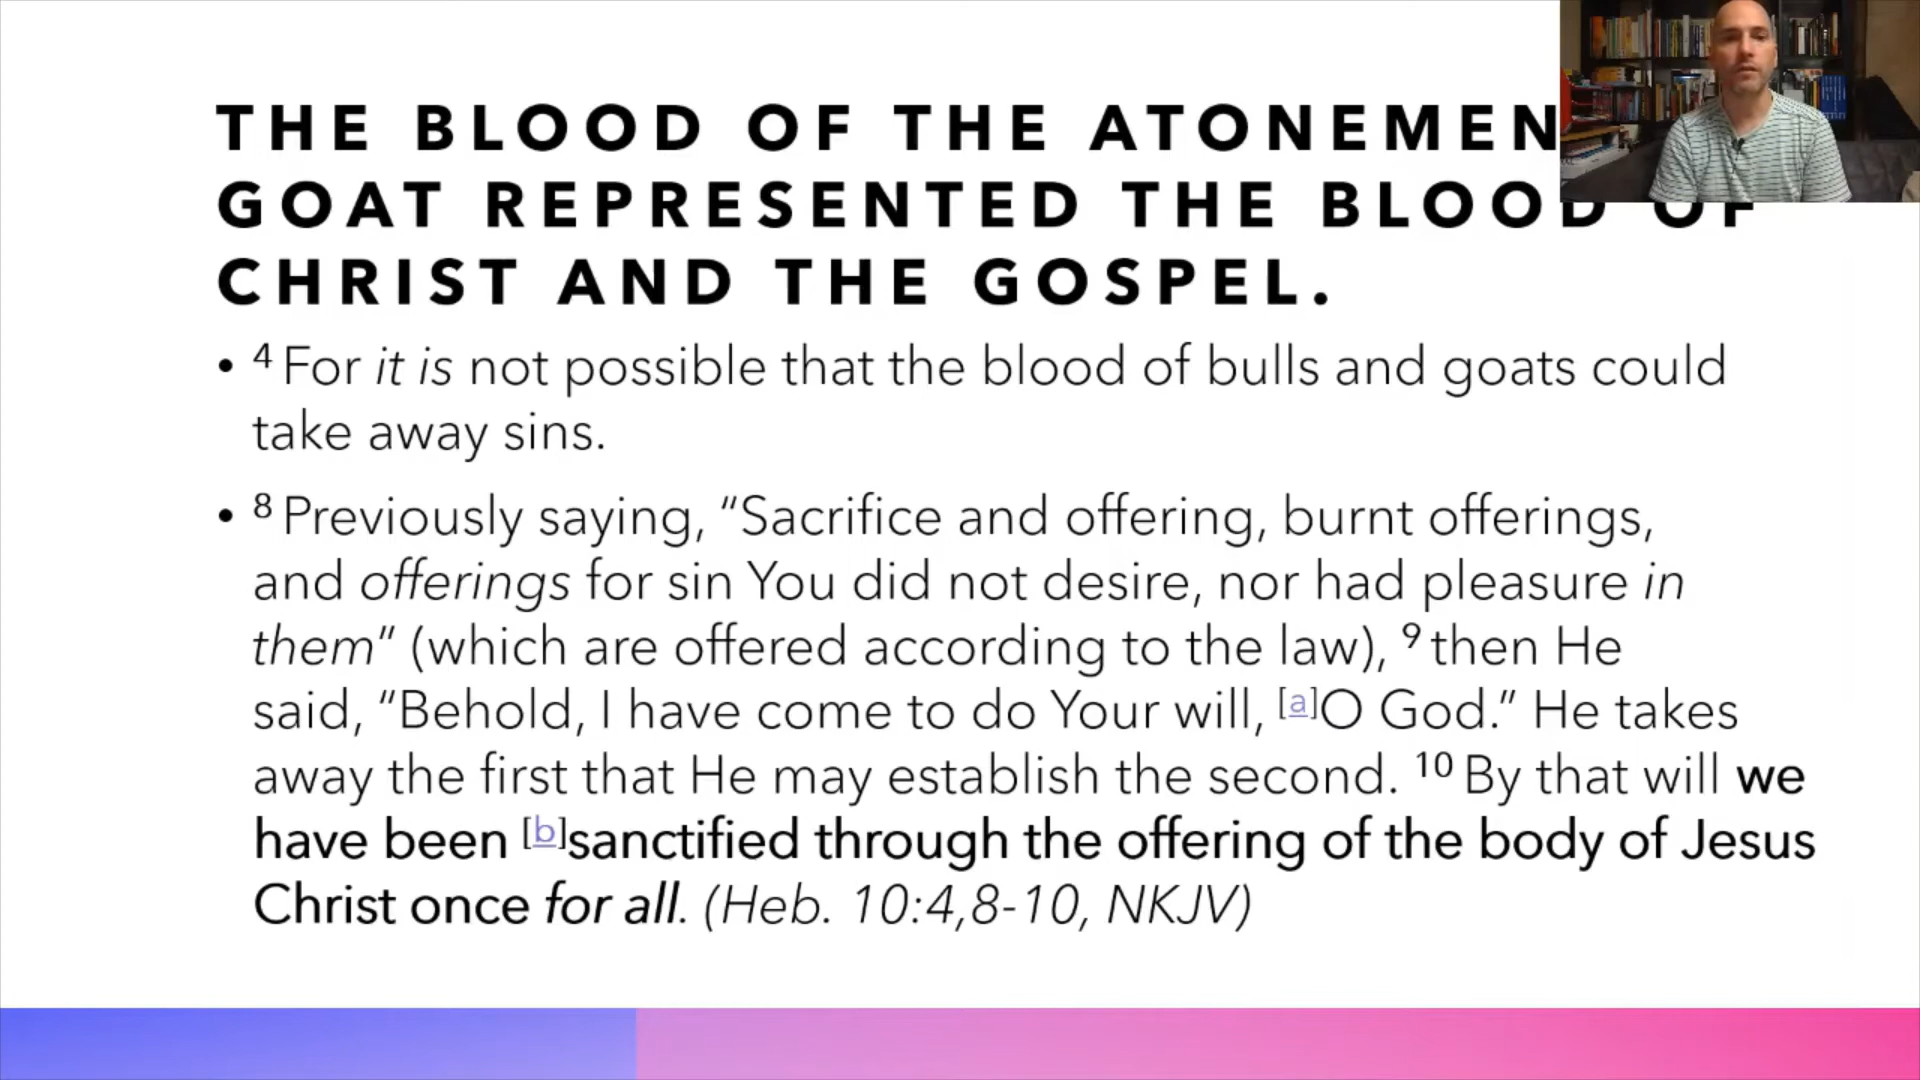 THE BLOOD OF THE ATONEMEN
GOAT REPRESENTED THE BLOOD OF
CHRIST AND THE GOSPEL.
• 4 For it is not possible that the blood of bulls and goats could
take away sins.
• 8 Previously saying, “Sacrifice and offering, burnt offerings,
and offerings for sin You did not desire, nor had pleasure in
them” (which are offered according to the law), 9 then He
said, “Behold, I have come to do Your will, [a]O God.” He takes
away the first that He may establish the second. 10 By that will we
have been [b]sanctified through the offering of the body of Jesus
Christ once for all. (Heb. 10:4,8-10, NKJV)